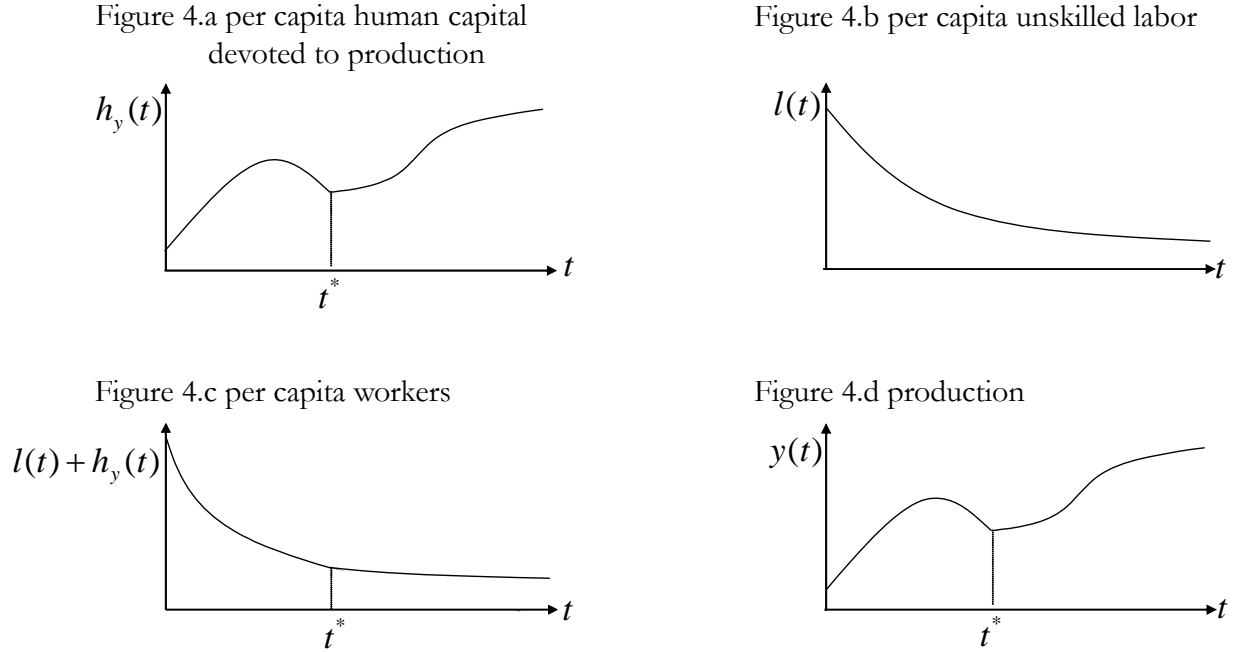 Figure 4.a per capita human capital
devoted to production
h_y(t)
t
t*
Figure 4.b per capita unskilled labor
l(t)
t
Figure 4.c per capita workers
l(t) + h_y(t)
t
t*
Figure 4.d production
y(t)
t
t*